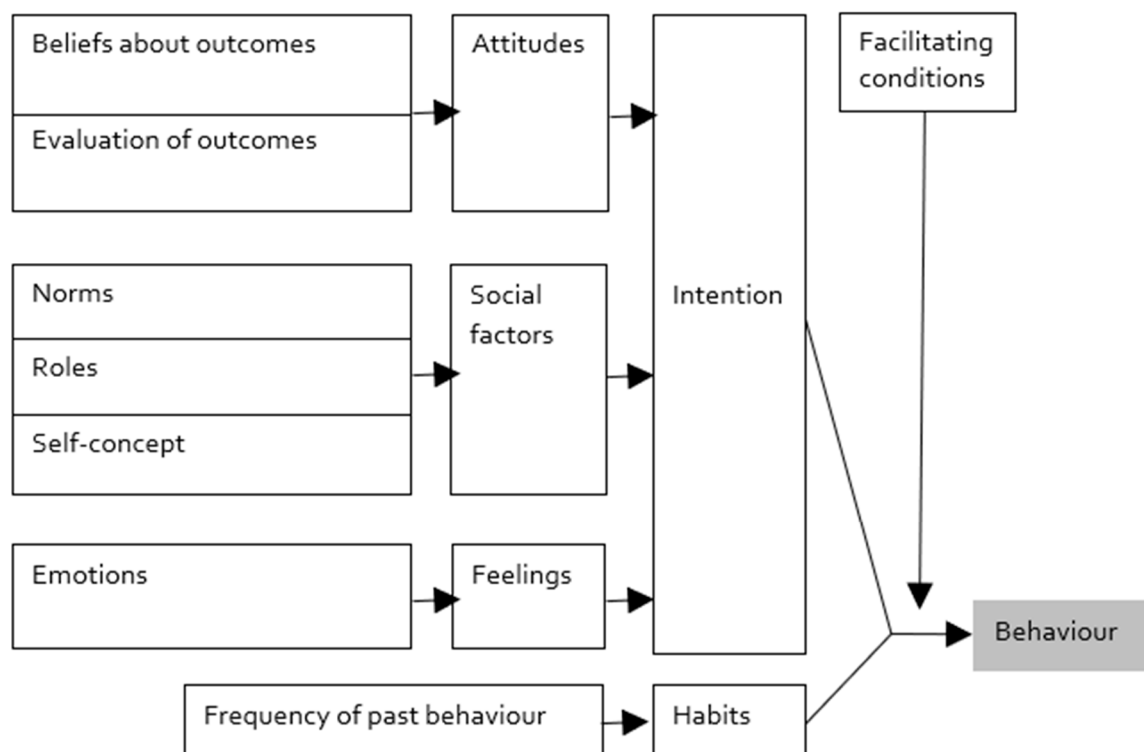 Beliefs about outcomes
Evaluation of outcomes
Attitudes
Norms
Roles
Self-concept
Social
factors
Emotions
Feelings
Intention
Frequency of past behaviour
Habits
Facilitating
conditions
Behaviour